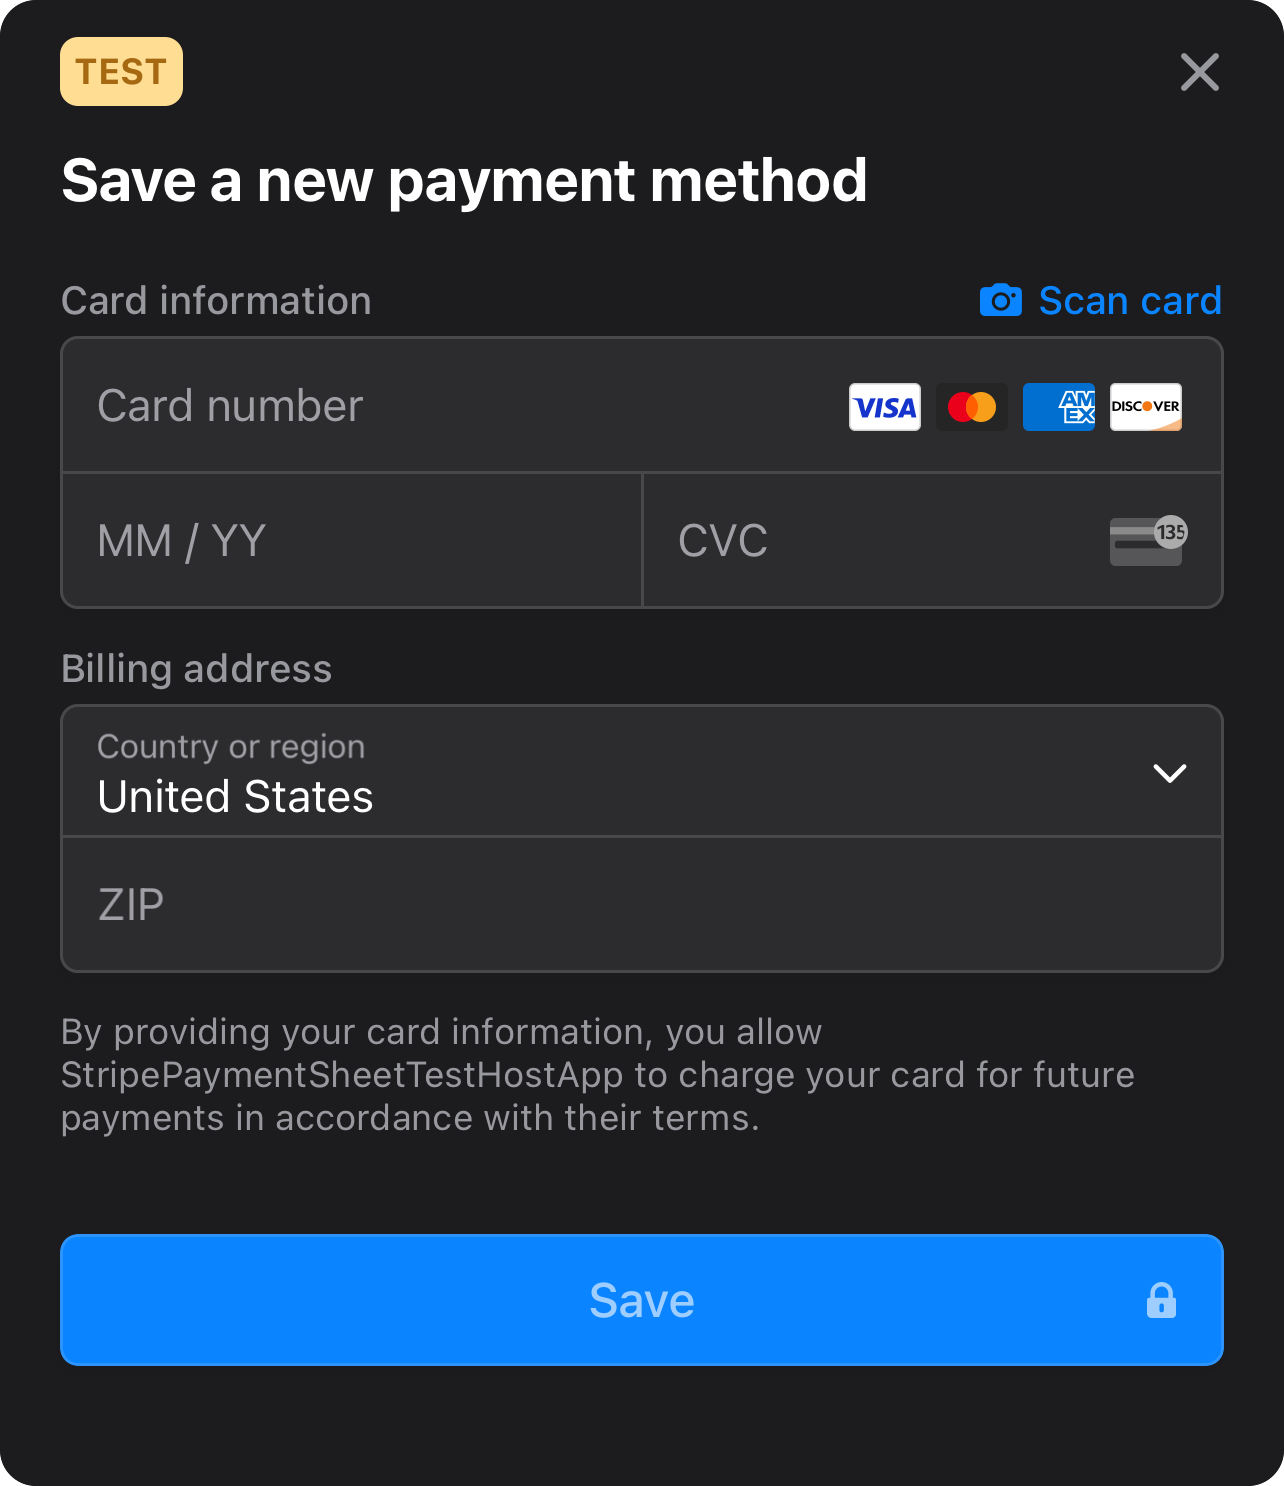 TEST
Save a new payment method
Card information
Scan card
Card number
VISA
AM
EX
DISCOVER
MM / YY
CVC
135
Billing address
Country or region
United States
ZIP
By providing your card information, you allow
StripePaymentSheetTestHostApp to charge your card for future
payments in accordance with their terms.
Save